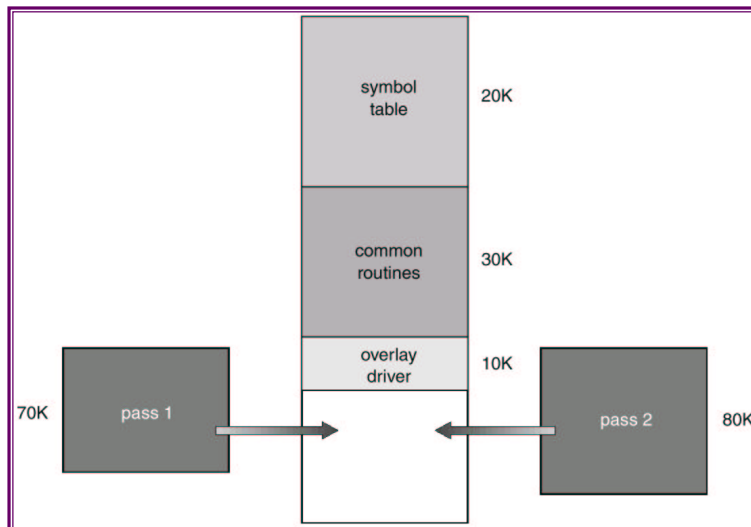 symbol
table
20K
common
routines
30K
overlay
driver
10K
70K
pass 1
pass 2
80K